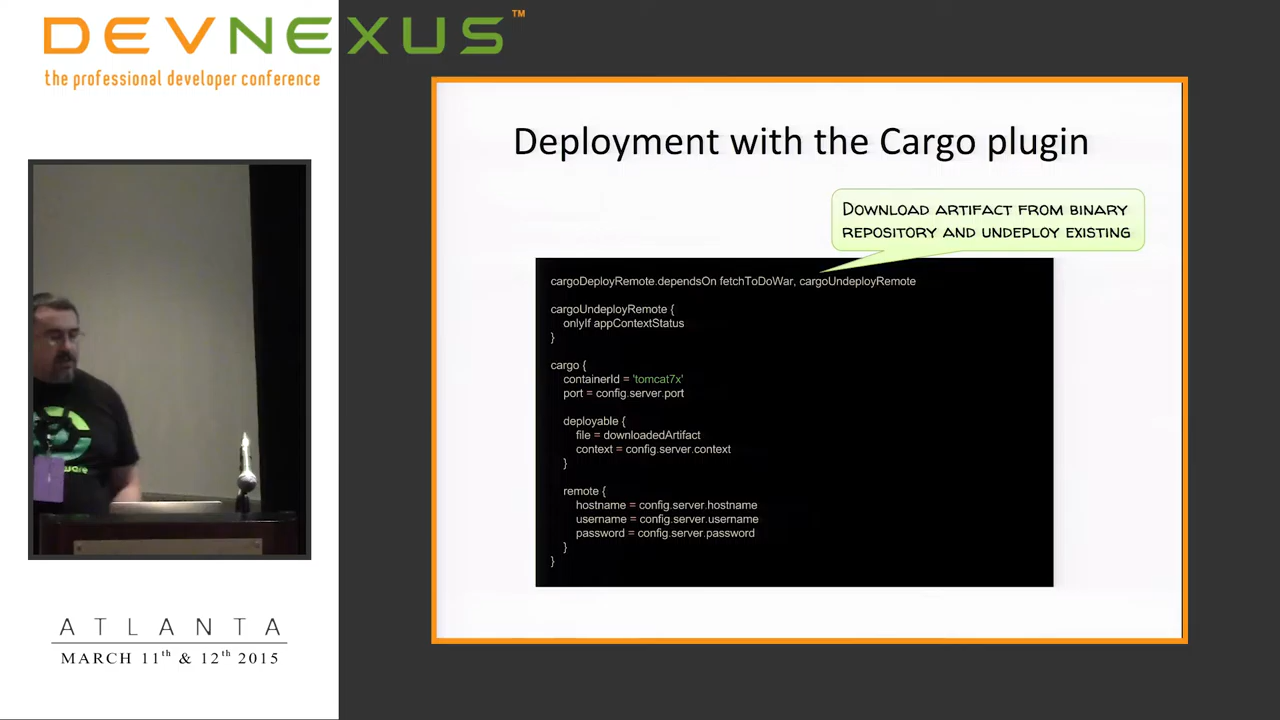 DEVNEXUS™
the professional developer conference
Deployment with the Cargo plugin
DOWNLOAD ARTIFACT FROM BINARY
REPOSITORY AND UNDEPLOY EXISTING
cargoDeployRemote.dependsOn fetchToDoWar, cargoUndeployRemote
cargoUndeployRemote {
onlyIf appContextStatus
}
cargo {
containerId = 'tomcat7x'
port = config.server.port
deployable {
file = downloadedArtifact
context = config.server.context
}
remote {
hostname = config.server.hostname
username = config.server.username
password = config.server.password
}
}
ATLANTA
MARCH 11th & 12th 2015